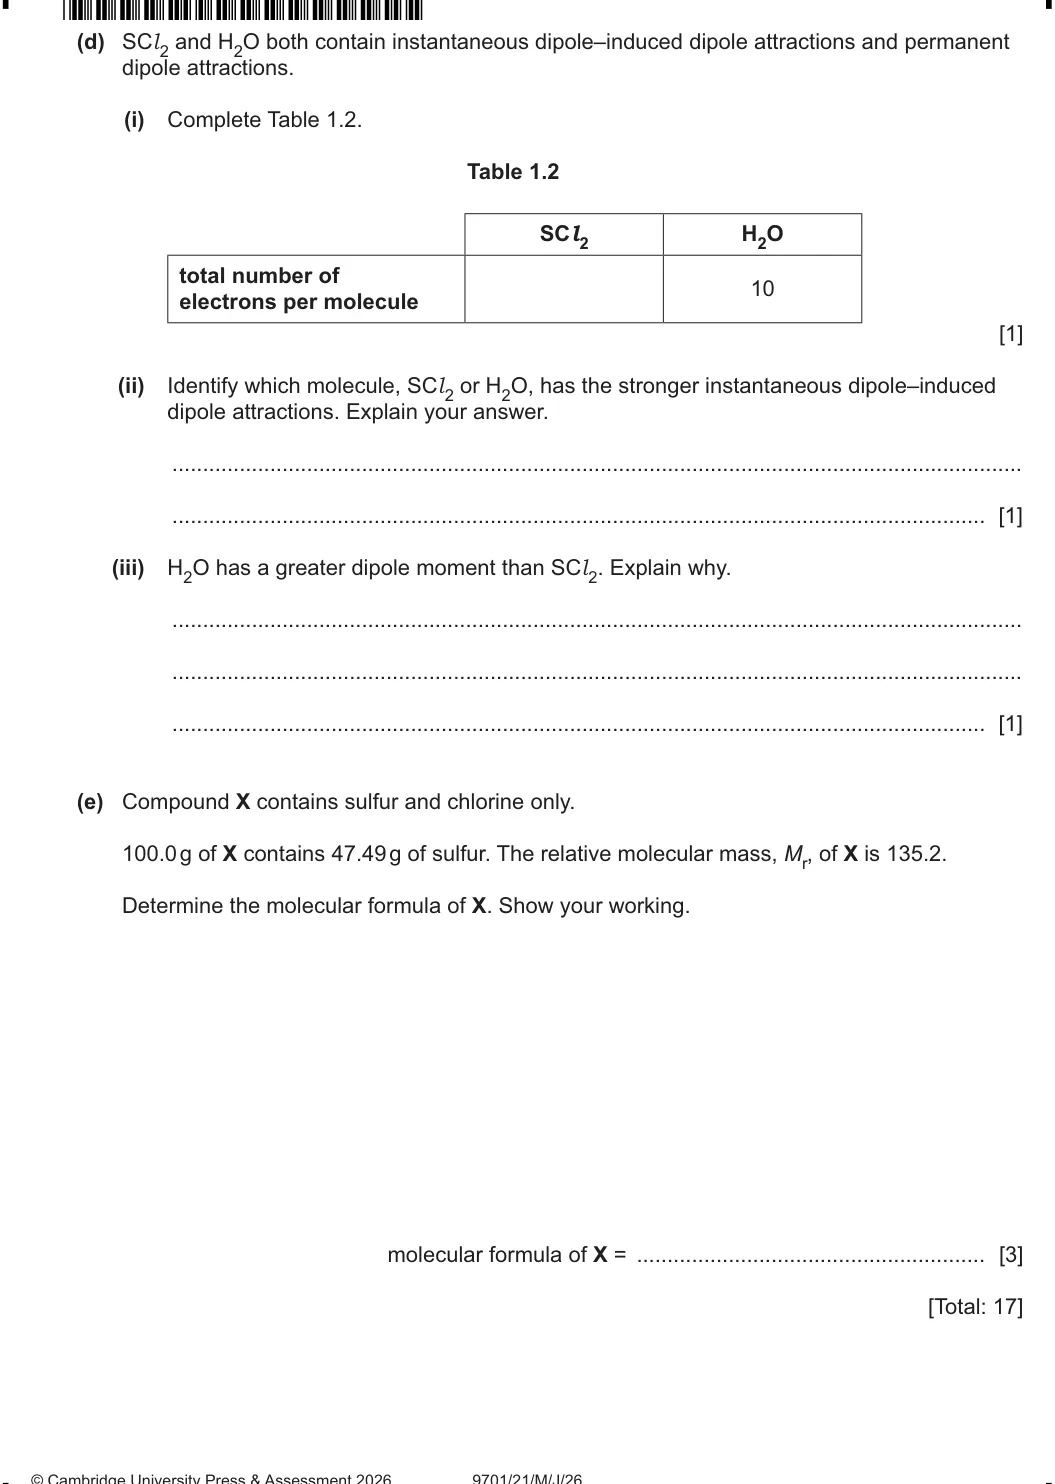 (d) SCl2 and H2O both contain instantaneous dipole–induced dipole attractions and permanent
dipole attractions.
(i) Complete Table 1.2.
Table 1.2
SCl2 H2O
total number of
electrons per molecule
10
[1]
(ii) Identify which molecule, SCl2 or H2O, has the stronger instantaneous dipole–induced
dipole attractions. Explain your answer.
............................................................................................................................................
....................................................................................................................................... [1]
(iii) H2O has a greater dipole moment than SCl2. Explain why.
............................................................................................................................................
............................................................................................................................................
....................................................................................................................................... [1]
(e) Compound X contains sulfur and chlorine only.
100.0 g of X contains 47.49 g of sulfur. The relative molecular mass, Mr, of X is 135.2.
Determine the molecular formula of X. Show your working.
molecular formula of X = ......................................................... [3]
[Total: 17]
© Cambridge University Press & Assessment 2026 9701/21/M/J/26